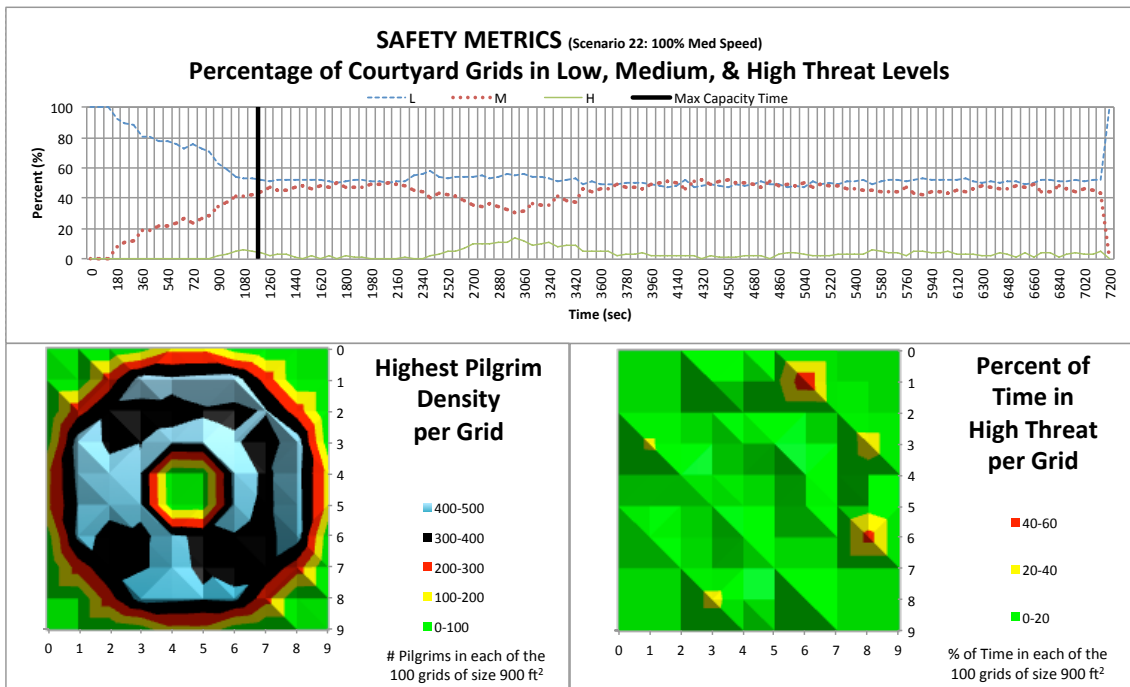 SAFETY METRICS (Scenario 22: 100% Med Speed)
Percentage of Courtyard Grids in Low, Medium, & High Threat Levels
L M H Max Capacity Time
Percent (%)
100
80
60
40
20
0
0 180 360 540 720 900 1080 1260 1440 1620 1800 1980 2160 2340 2520 2700 2880 3060 3240 3420 3600 3780 3960 4140 4320 4500 4680 4860 5040 5220 5400 5580 5760 5940 6120 6300 6480 6660 6840 7020 7200
Time (sec)
0
1
2
3
4
5
6
7
8
9
0 1 2 3 4 5 6 7 8 9
Highest Pilgrim
Density
per Grid
400-500
300-400
200-300
100-200
0-100
# Pilgrims in each of the
100 grids of size 900 ft²
0
1
2
3
4
5
6
7
8
9
0 1 2 3 4 5 6 7 8 9
Percent of
Time in
High Threat
per Grid
40-60
20-40
0-20
% of Time in each of the
100 grids of size 900 ft²